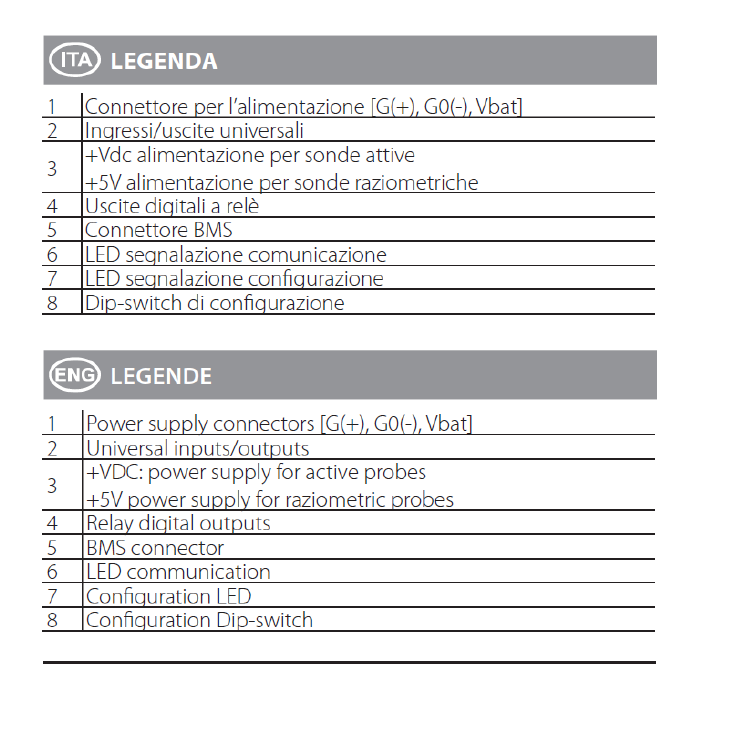 ITA LEGENDA
1 Connettore per l’alimentazione [G(+), G0(-), Vbat]
2 Ingressi/uscite universali
3 +Vdc alimentazione per sonde attive
+5V alimentazione per sonde raziometriche
4 Uscite digitali a relè
5 Connettore BMS
6 LED segnalazione comunicazione
7 LED segnalazione configurazione
8 Dip-switch di configurazione
ENG LEGENDE
1 Power supply connectors [G(+), G0(-), Vbat]
2 Universal inputs/outputs
3 +VDC: power supply for active probes
+5V power supply for raziometric probes
4 Relay digital outputs
5 BMS connector
6 LED communication
7 Configuration LED
8 Configuration Dip-switch